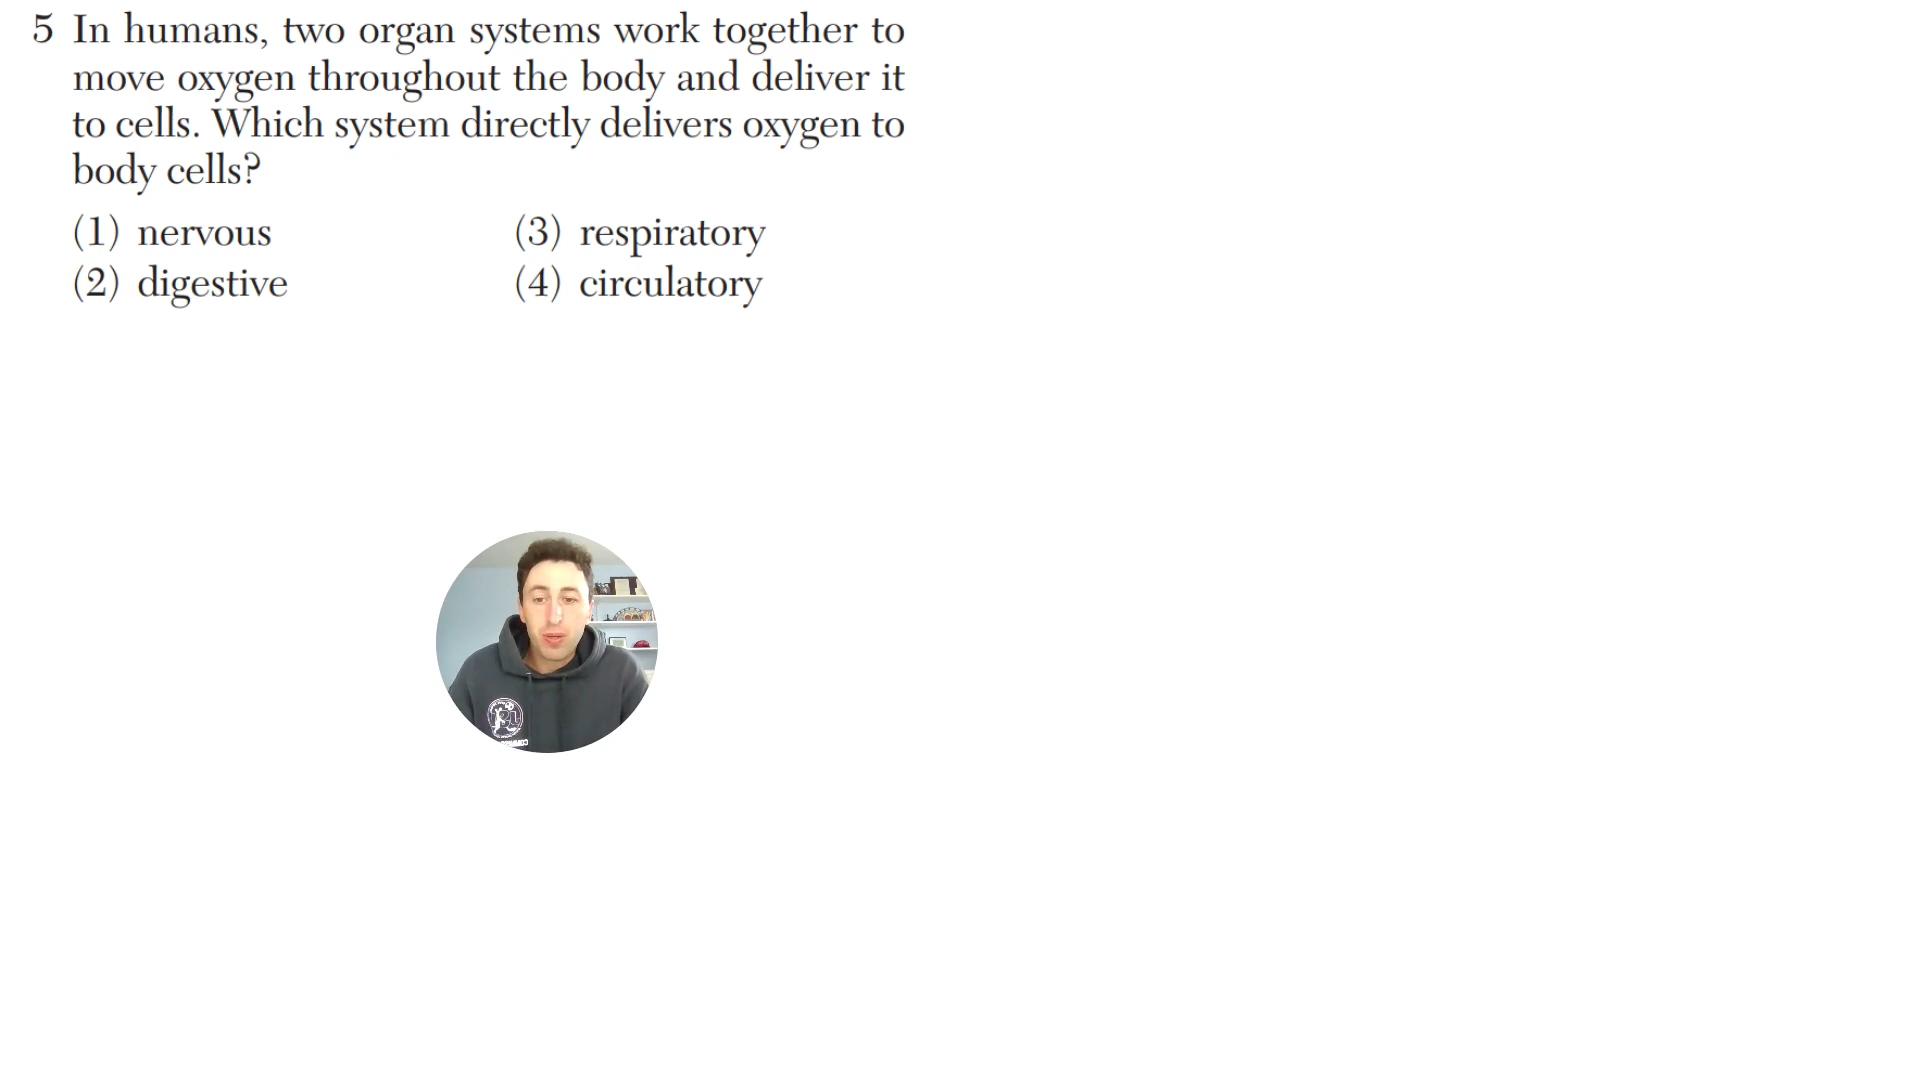 5 In humans, two organ systems work together to
move oxygen throughout the body and deliver it
to cells. Which system directly delivers oxygen to
body cells?
(1) nervous (3) respiratory
(2) digestive (4) circulatory